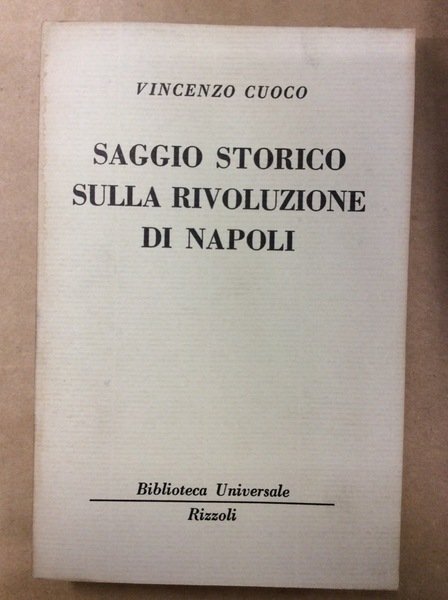 VINCENZO CUOCO
SAGGIO STORICO
SULLA RIVOLUZIONE
DI NAPOLI
Biblioteca Universale
Rizzoli